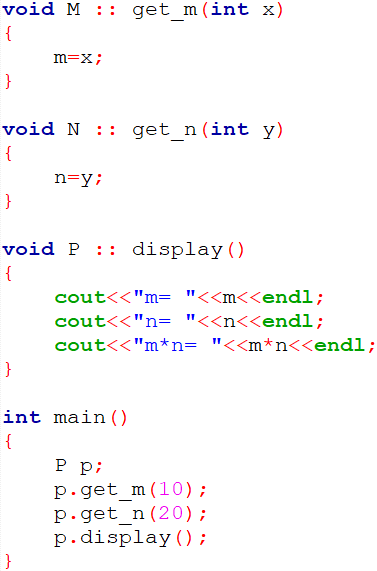 void M :: get_m(int x)
{
    m=x;
}

void N :: get_n(int y)
{
    n=y;
}

void P :: display()
{
    cout<<"m= "<<m<<endl;
    cout<<"n= "<<n<<endl;
    cout<<"m*n= "<<m*n<<endl;
}

int main()
{
    P p;
    p.get_m(10);
    p.get_n(20);
    p.display();
}